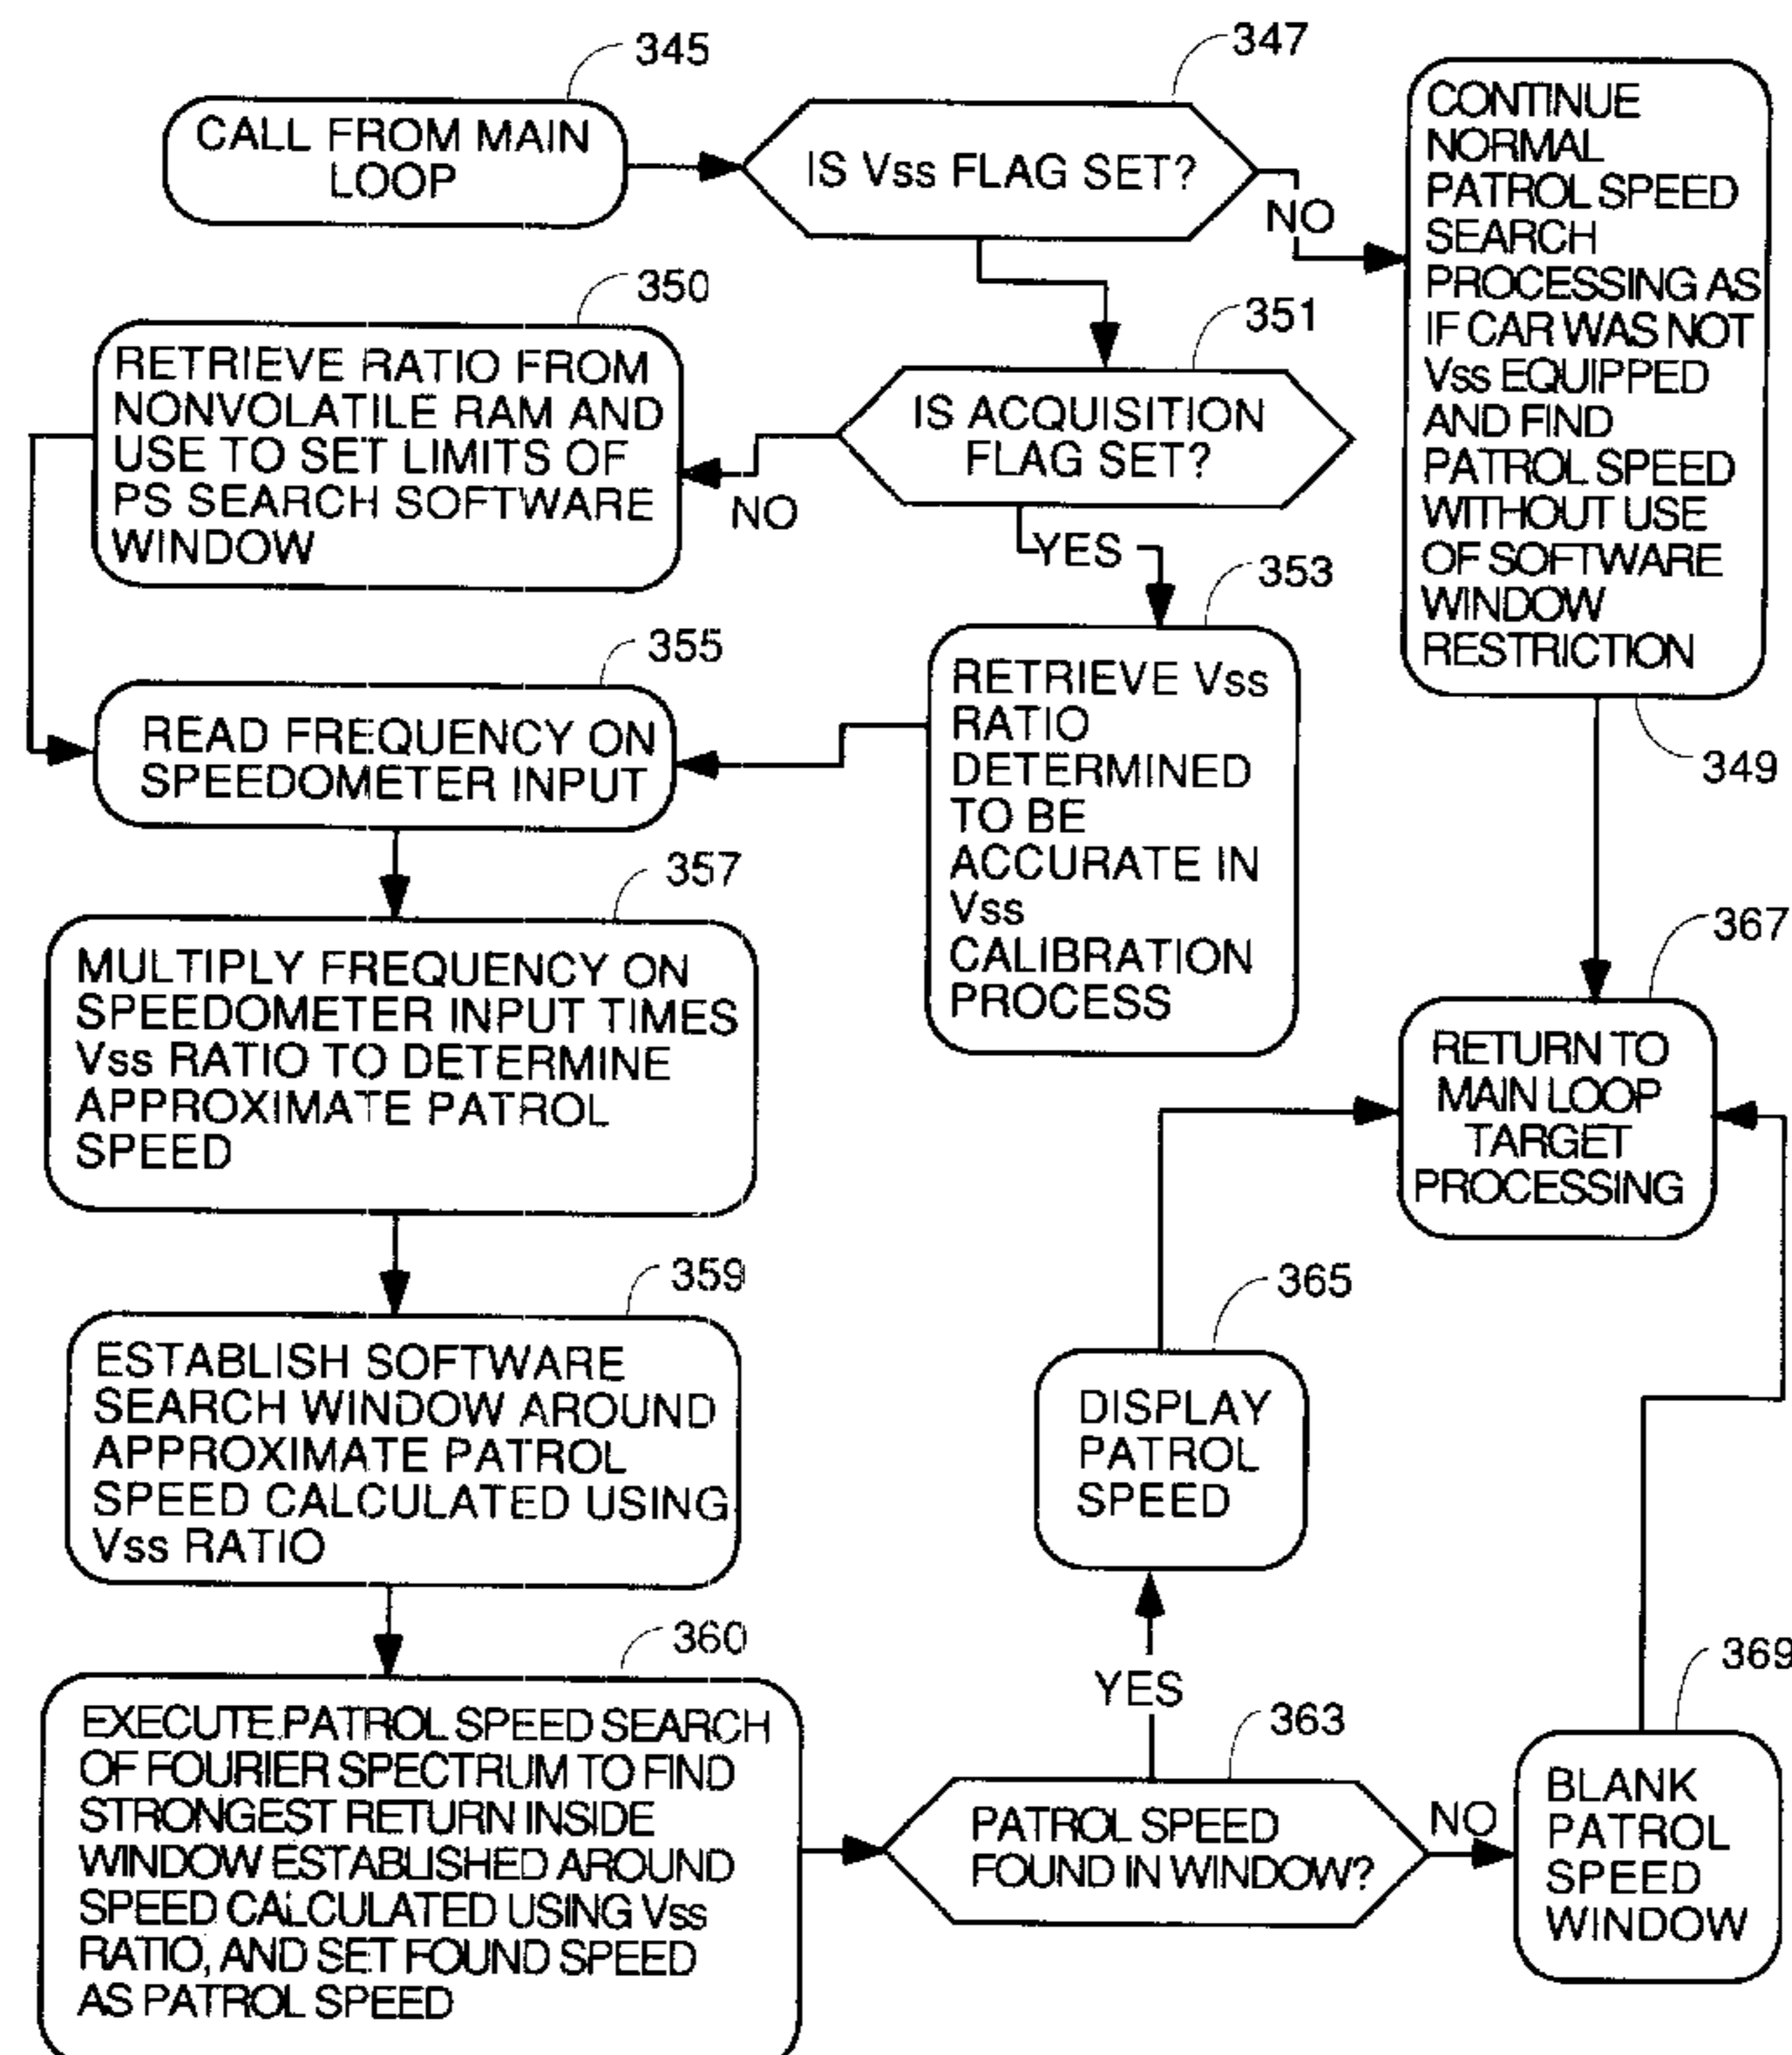 345
CALL FROM MAIN
LOOP
347
IS Vss FLAG SET?
NO
CONTINUE
NORMAL
PATROL SPEED
SEARCH
PROCESSING AS
IF CAR WAS NOT
Vss EQUIPPED
AND FIND
PATROL SPEED
WITHOUT USE
OF SOFTWARE
WINDOW
RESTRICTION
349
350
RETRIEVE RATIO FROM
NONVOLATILE RAM AND
USE TO SET LIMITS OF
PS SEARCH SOFTWARE
WINDOW
351
IS ACQUISITION
FLAG SET?
NO
YES
353
RETRIEVE Vss
RATIO
DETERMINED
TO BE
ACCURATE IN
Vss
CALIBRATION
PROCESS
355
READ FREQUENCY ON
SPEEDOMETER INPUT
357
MULTIPLY FREQUENCY ON
SPEEDOMETER INPUT TIMES
Vss RATIO TO DETERMINE
APPROXIMATE PATROL
SPEED
359
ESTABLISH SOFTWARE
SEARCH WINDOW AROUND
APPROXIMATE PATROL
SPEED CALCULATED USING
Vss RATIO
360
EXECUTE PATROL SPEED SEARCH
OF FOURIER SPECTRUM TO FIND
STRONGEST RETURN INSIDE
WINDOW ESTABLISHED AROUND
SPEED CALCULATED USING Vss
RATIO, AND SET FOUND SPEED
AS PATROL SPEED
363
PATROL SPEED
FOUND IN WINDOW?
YES
NO
365
DISPLAY
PATROL
SPEED
367
RETURN TO
MAIN LOOP
TARGET
PROCESSING
369
BLANK
PATROL
SPEED
WINDOW